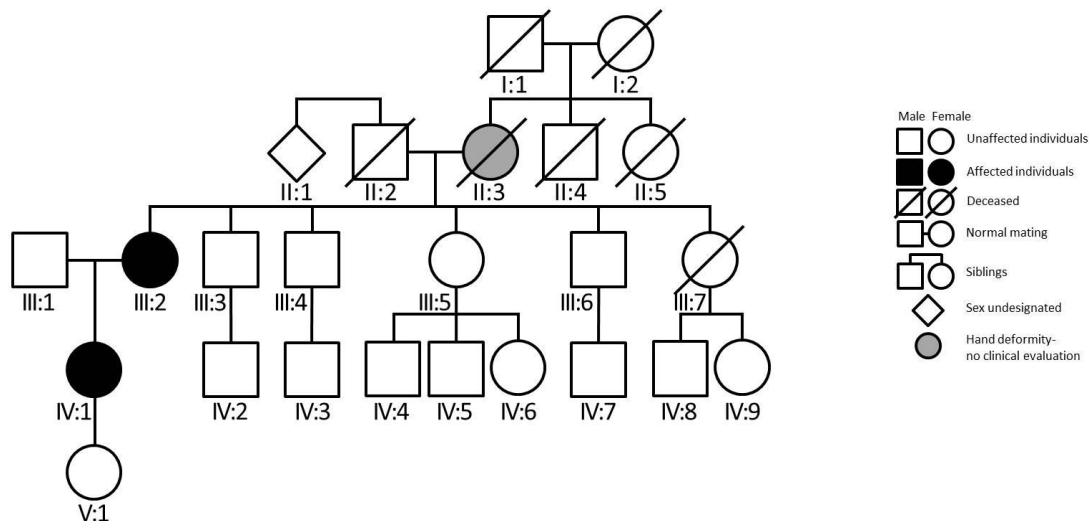 I:1 I:2
II:1 II:2 II:3 II:4 II:5
III:1 III:2 III:3 III:4 III:5 III:6 III:7
IV:1 IV:2 IV:3 IV:4 IV:5 IV:6 IV:7 IV:8 IV:9
V:1
Male Female
Unaffected individuals
Affected individuals
Deceased
Normal mating
Siblings
Sex undesignated
Hand deformity-
no clinical evaluation